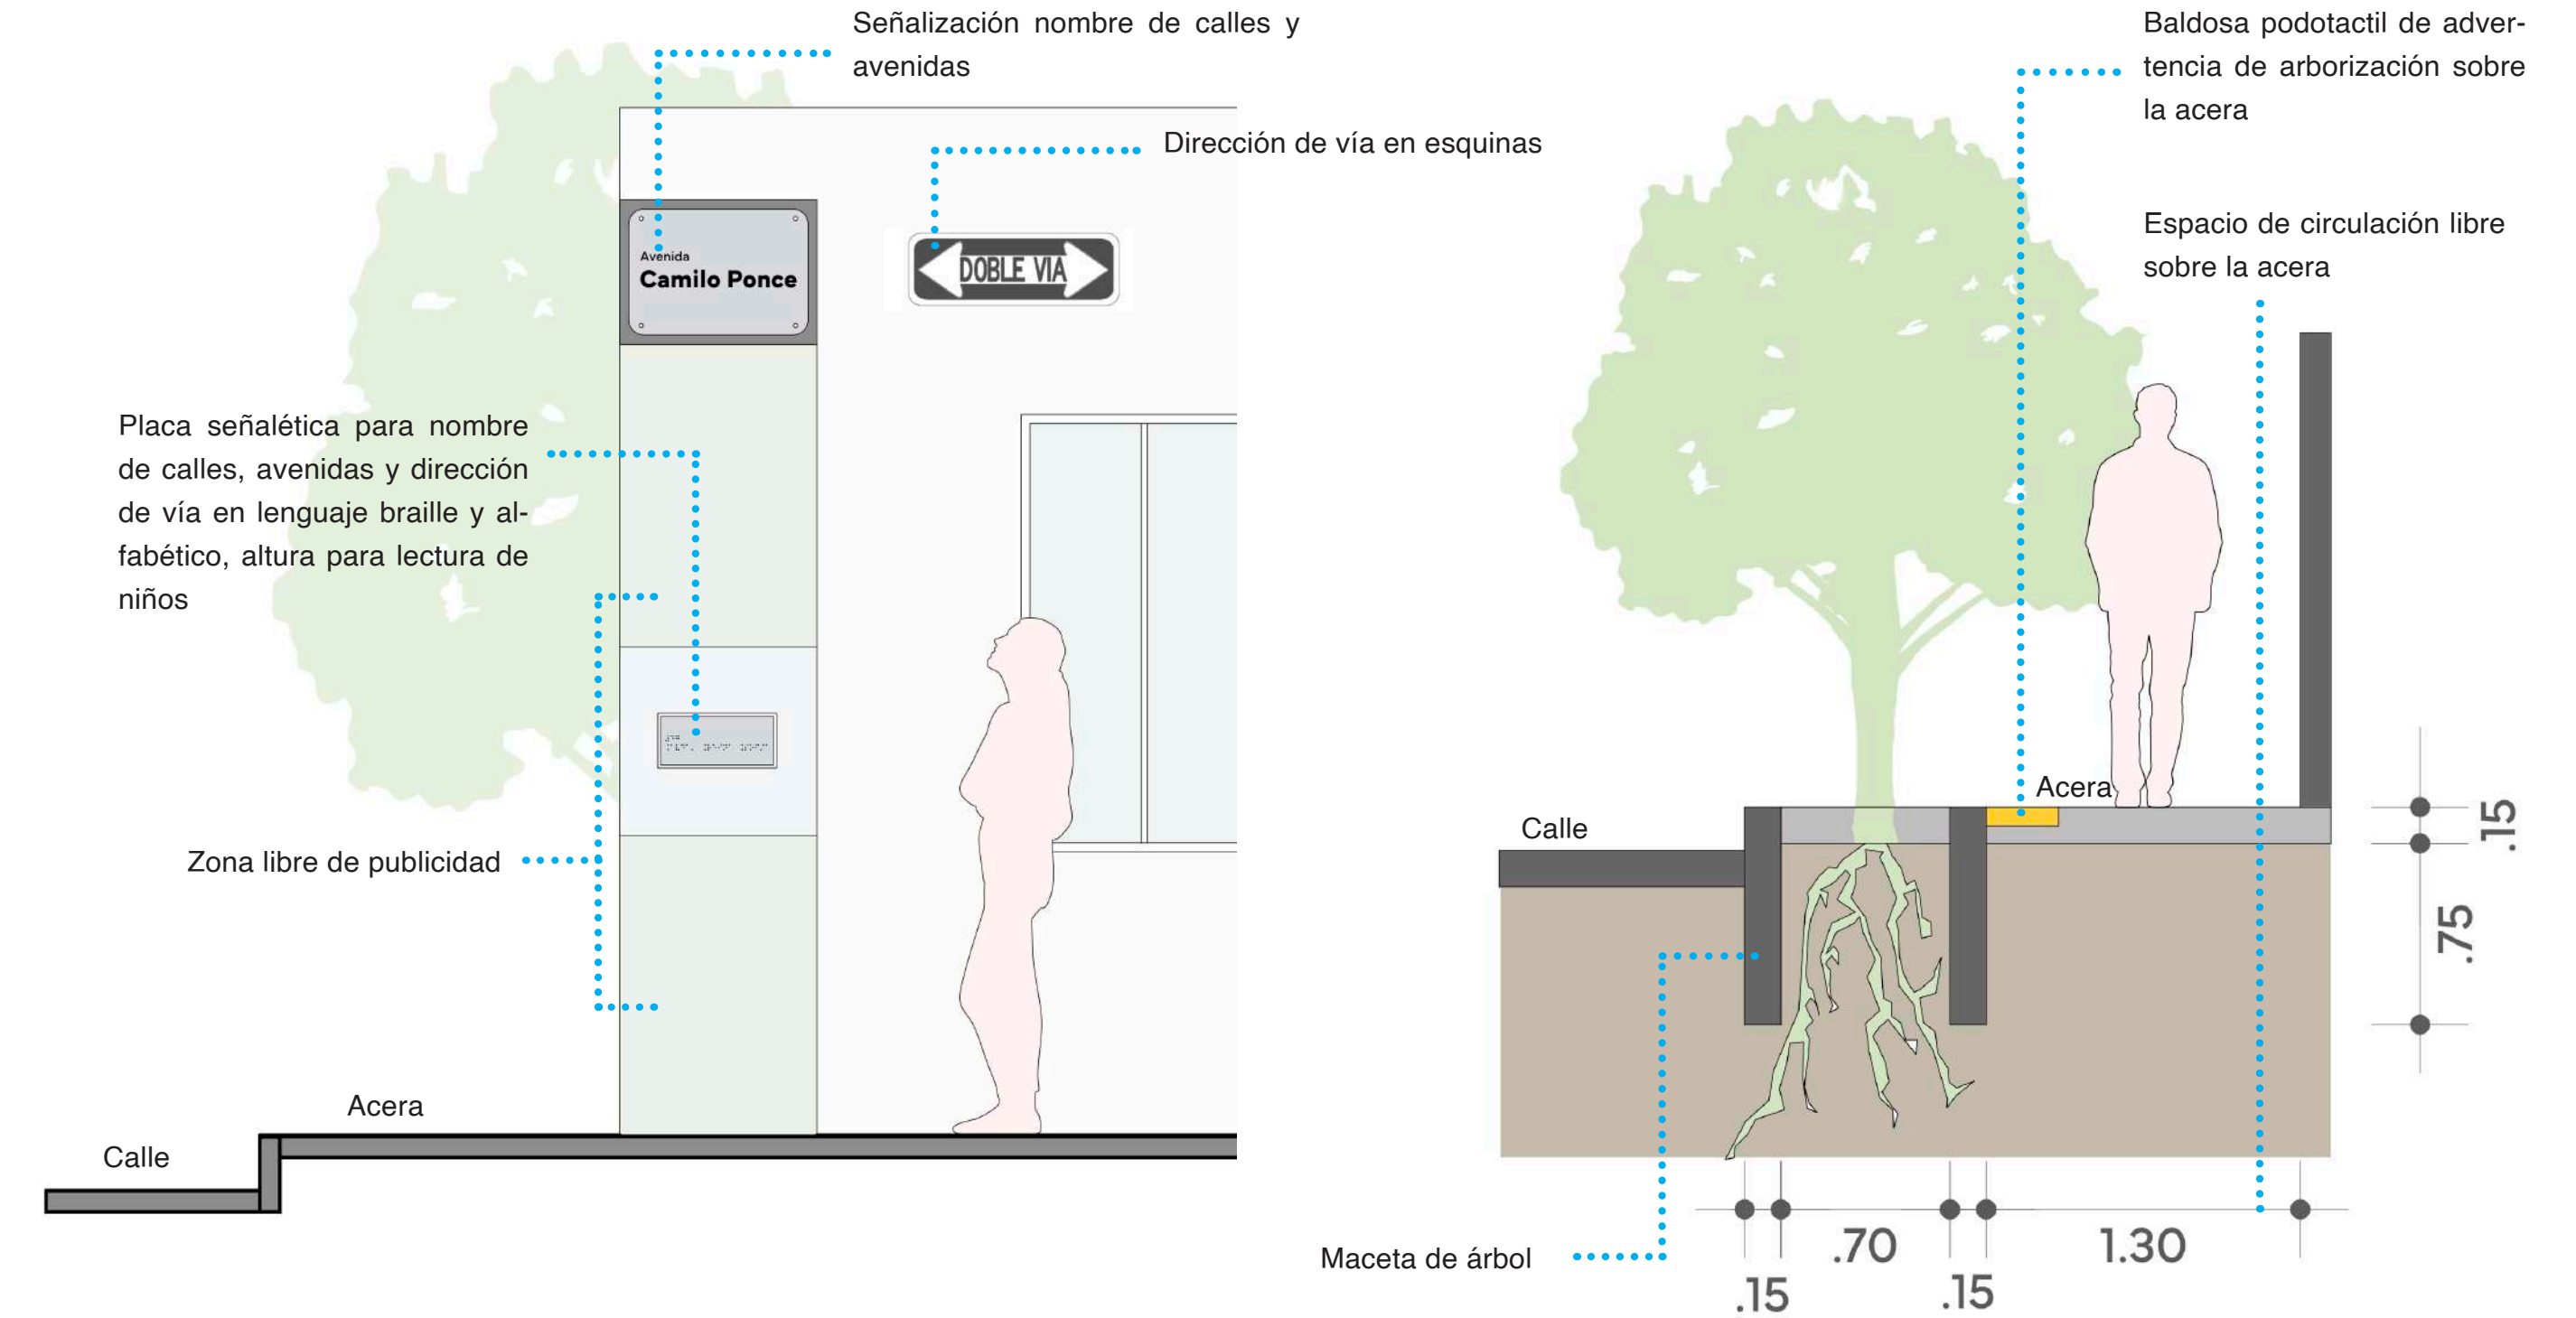 Señalización nombre de calles y
avenidas
Dirección de vía en esquinas
Avenida
Camilo Ponce
DOBLE VIA
Placa señalética para nombre
de calles, avenidas y dirección
de vía en lenguaje braille y al-
fabético, altura para lectura de
niños
Zona libre de publicidad
Acera
Calle
Baldosa podotactil de adver-
tencia de arborización sobre
la acera
Espacio de circulación libre
sobre la acera
Acera
Calle
.15
.75
Maceta de árbol
.70
1.30
.15
.15